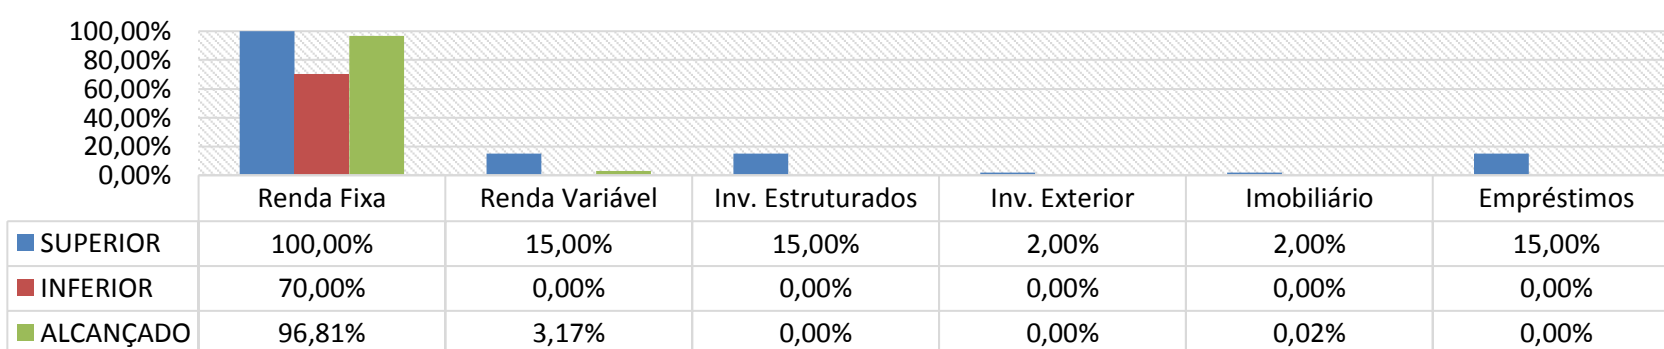 100,00%
80,00%
60,00%
40,00%
20,00%
0,00%
Renda Fixa Renda Variável Inv. Estruturados Inv. Exterior Imobiliário Empréstimos
SUPERIOR 100,00% 15,00% 15,00% 2,00% 2,00% 15,00%
INFERIOR 70,00% 0,00% 0,00% 0,00% 0,00% 0,00%
ALCANÇADO 96,81% 3,17% 0,00% 0,00% 0,02% 0,00%